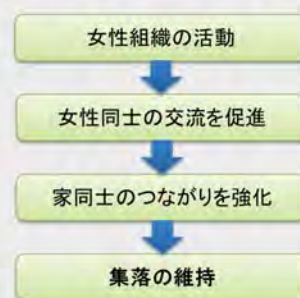 女性組織の活動
女性同士の交流を促進
家同士のつながりを強化
集落の維持